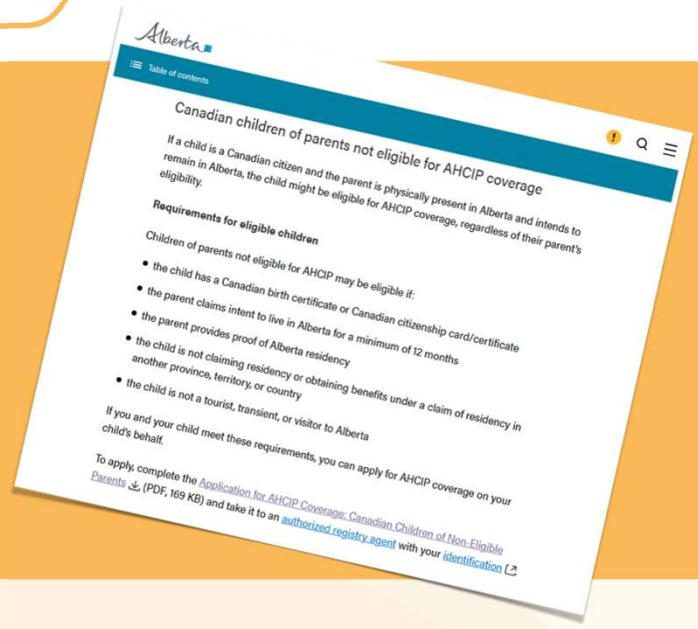 Alberta
Table of contents
Canadian children of parents not eligible for AHCIP coverage
If a child is a Canadian citizen and the parent is physically present in Alberta and intends to
remain in Alberta, the child might be eligible for AHCIP coverage, regardless of their parent's
eligibility.
Requirements for eligible children
Children of parents not eligible for AHCIP may be eligible if:
• the child has a Canadian birth certificate or Canadian citizenship card/certificate
• the parent claims intent to live in Alberta for a minimum of 12 months
• the parent provides proof of Alberta residency
• the child is not claiming residency or obtaining benefits under a claim of residency in
another province, territory, or country
• the child is not a tourist, transient, or visitor to Alberta
If you and your child meet these requirements, you can apply for AHCIP coverage on your
child's behalf.
To apply, complete the Application for AHCIP Coverage: Canadian Children of Non-Eligible
Parents (PDF, 169 KB) and take it to an authorized registry agent with your identification